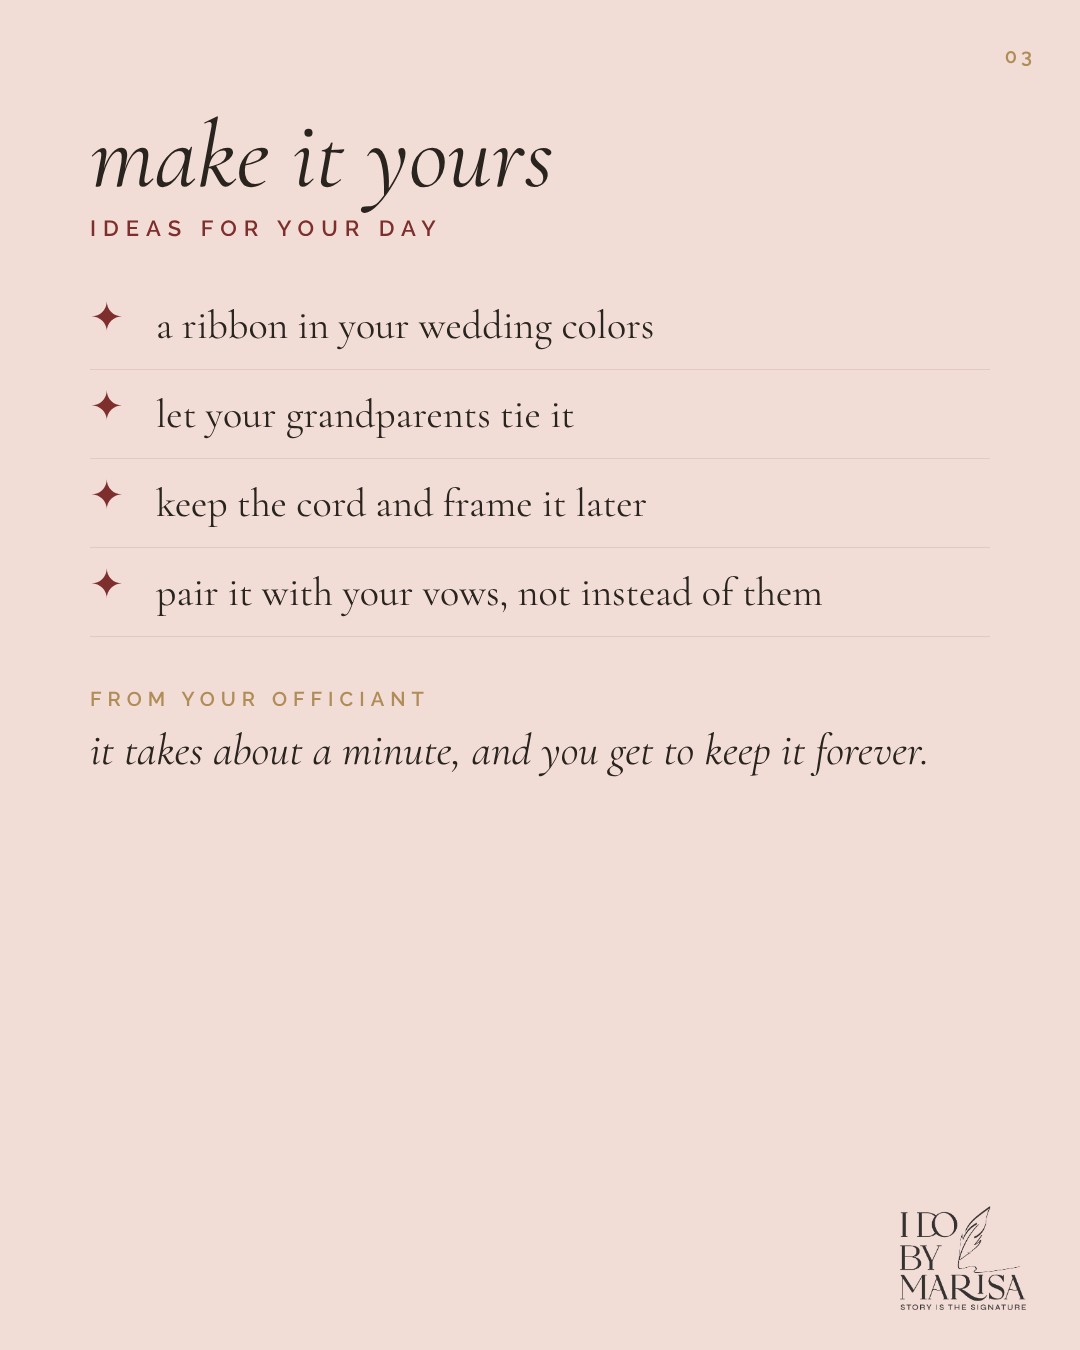 03
make it yours
IDEAS FOR YOUR DAY
✦ a ribbon in your wedding colors
✦ let your grandparents tie it
✦ keep the cord and frame it later
✦ pair it with your vows, not instead of them
FROM YOUR OFFICIANT
it takes about a minute, and you get to keep it forever.
I DO
BY
MARISA
STORY IS THE SIGNATURE